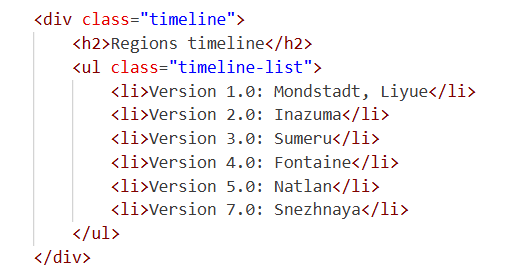 <div class="timeline">
<h2>Regions timeline</h2>
<ul class="timeline-list">
<li>Version 1.0: Mondstadt, Liyue</li>
<li>Version 2.0: Inazuma</li>
<li>Version 3.0: Sumeru</li>
<li>Version 4.0: Fontaine</li>
<li>Version 5.0: Natlan</li>
<li>Version 7.0: Snezhnaya</li>
</ul>
</div>